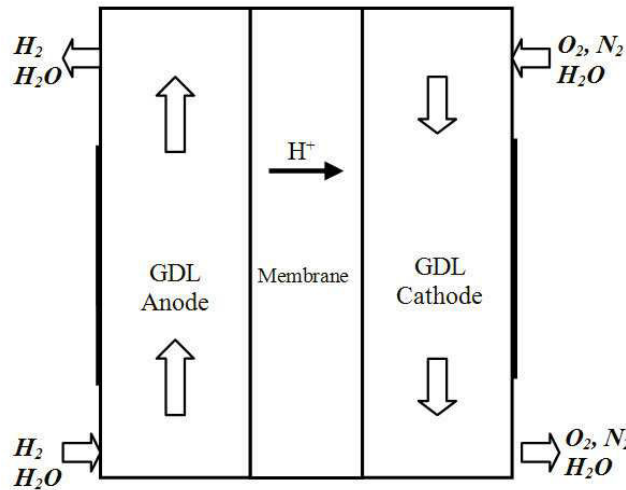 H2
H2O
O2, N2
H2O
H+
GDL
Anode
Membrane
GDL
Cathode
H2
H2O
O2, N2
H2O